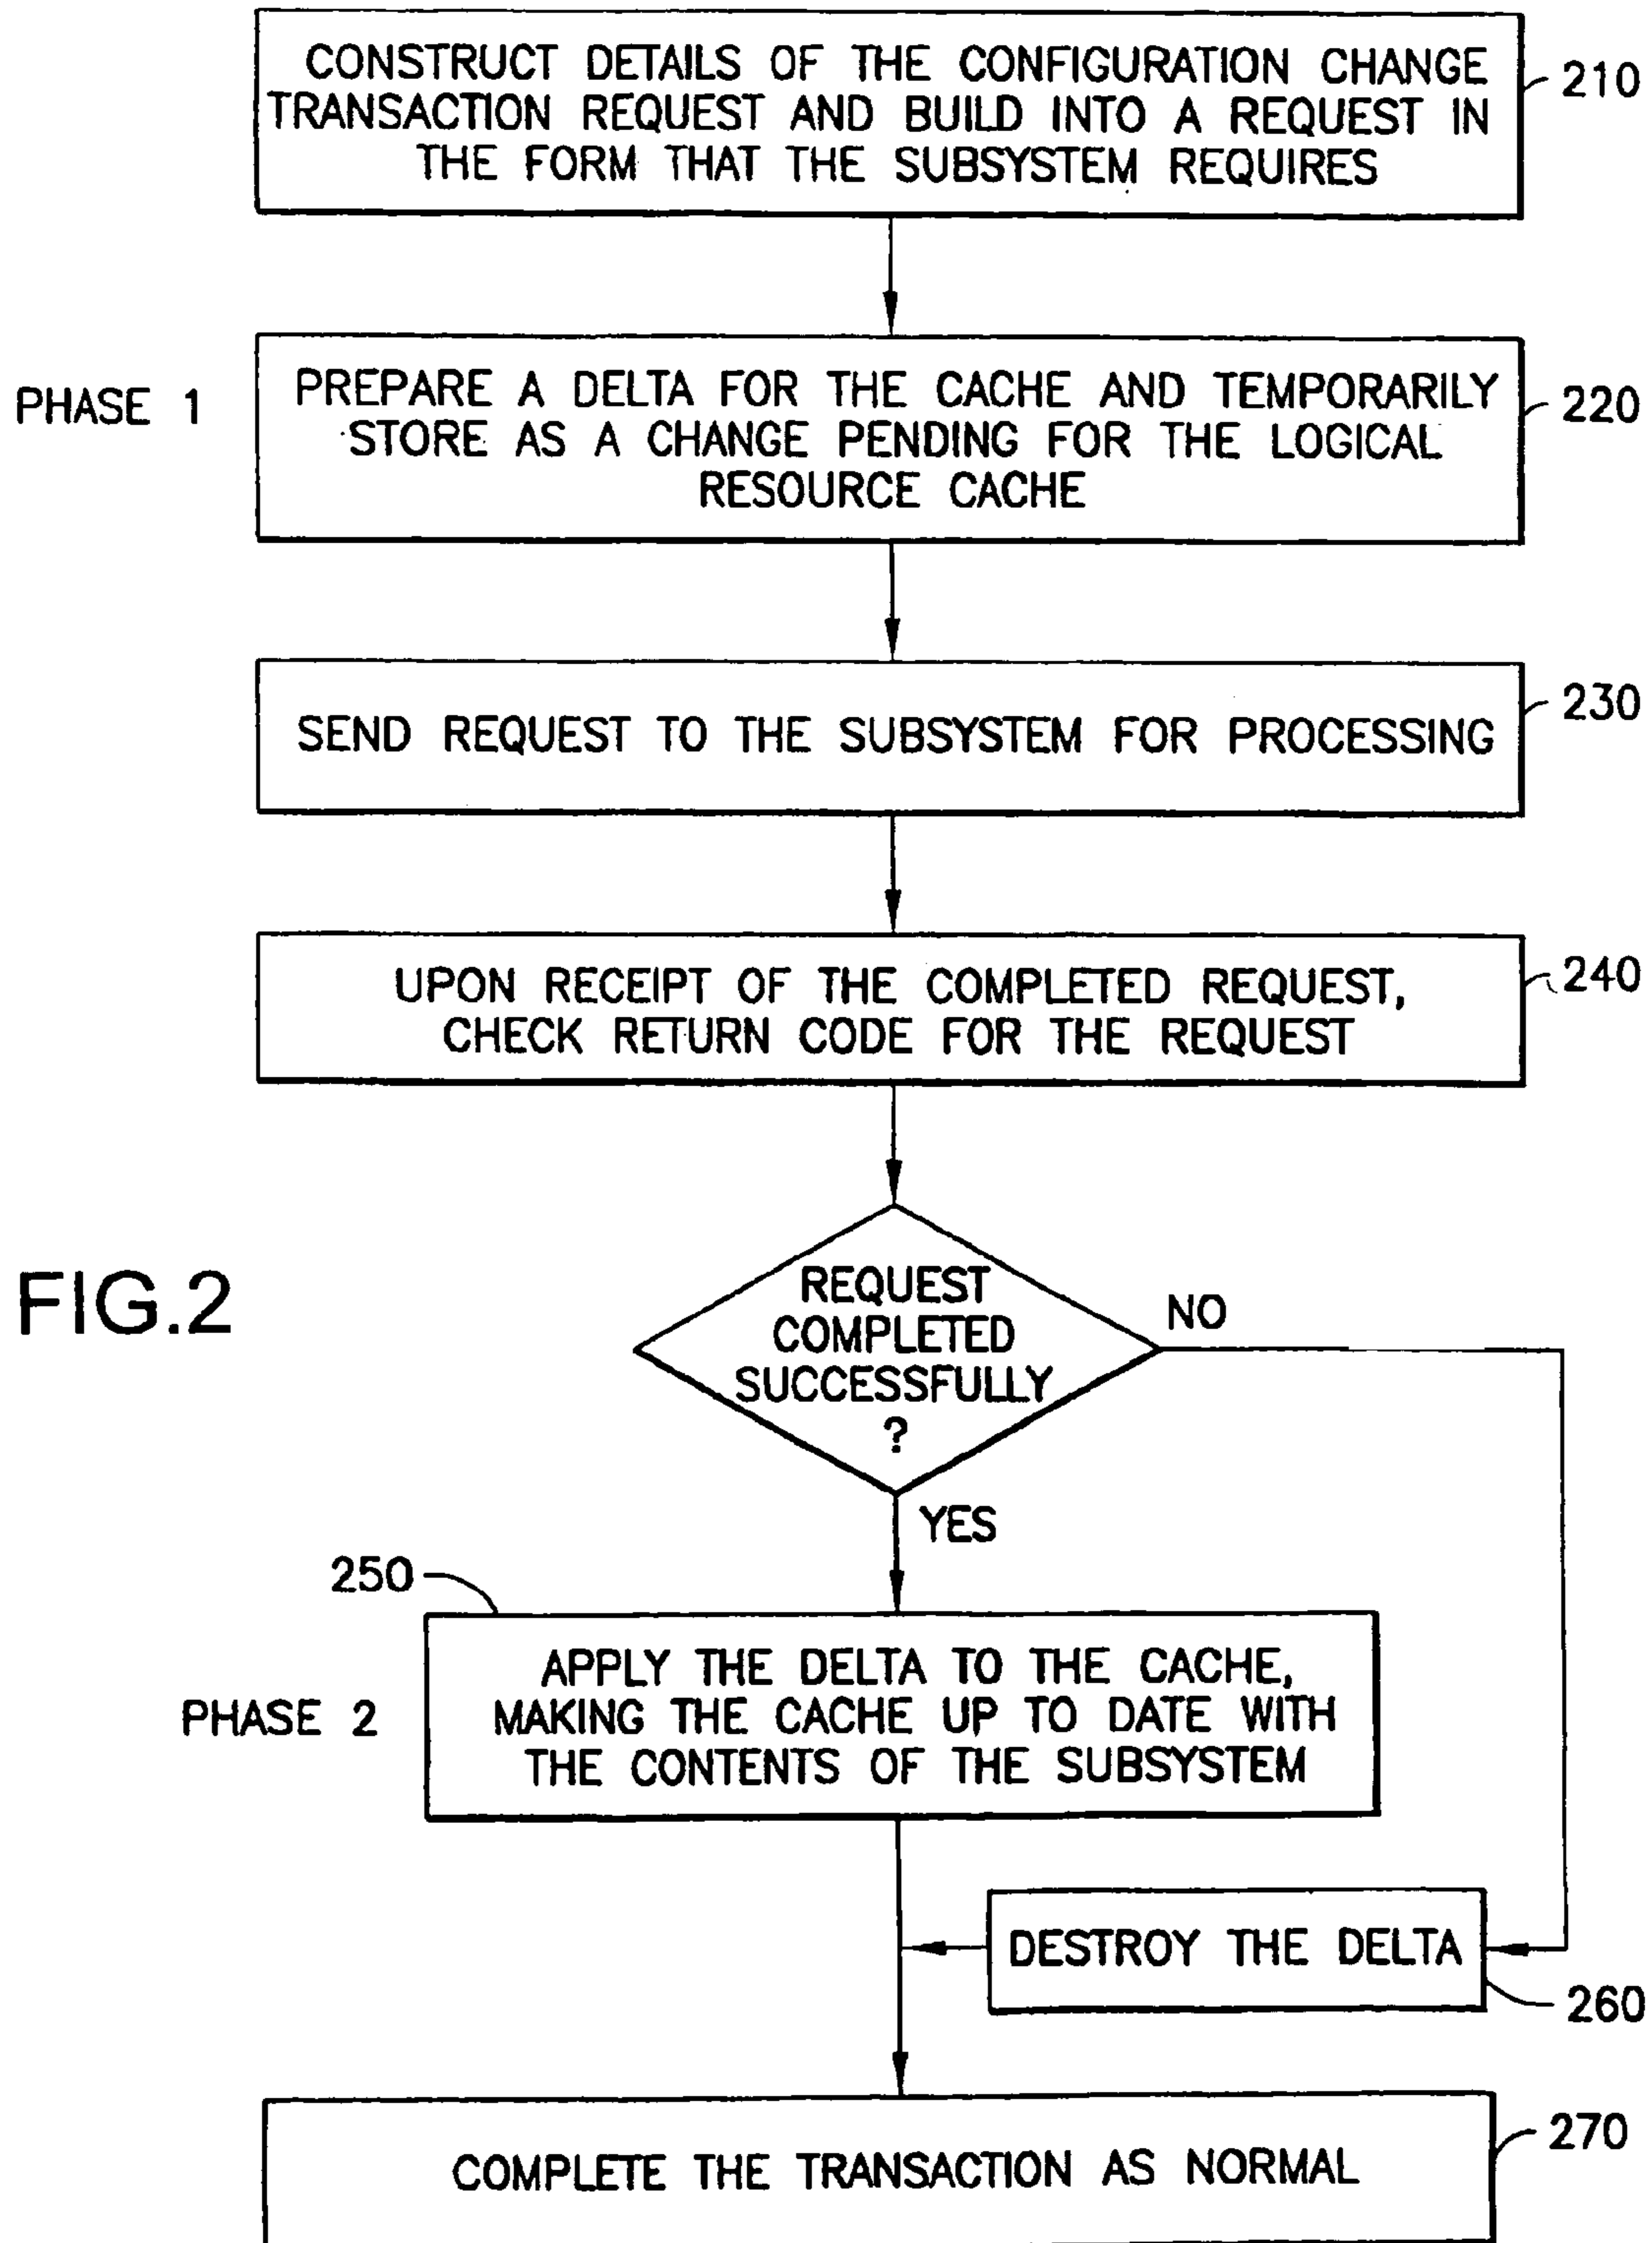 CONSTRUCT DETAILS OF THE CONFIGURATION CHANGE
TRANSACTION REQUEST AND BUILD INTO A REQUEST IN
THE FORM THAT THE SUBSYSTEM REQUIRES
210
PHASE 1
PREPARE A DELTA FOR THE CACHE AND TEMPORARILY
STORE AS A CHANGE PENDING FOR THE LOGICAL
RESOURCE CACHE
220
SEND REQUEST TO THE SUBSYSTEM FOR PROCESSING
230
UPON RECEIPT OF THE COMPLETED REQUEST,
CHECK RETURN CODE FOR THE REQUEST
240
FIG.2
REQUEST
COMPLETED
SUCCESSFULLY
?
NO
YES
250
PHASE 2
APPLY THE DELTA TO THE CACHE,
MAKING THE CACHE UP TO DATE WITH
THE CONTENTS OF THE SUBSYSTEM
DESTROY THE DELTA
260
COMPLETE THE TRANSACTION AS NORMAL
270